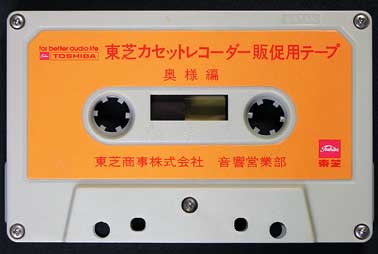 for better audio life
TOSHIBA
東芝カセットレコーダー販促用テープ
奥様編
東芝商事株式会社 音響営業部
Toshiba
東芝